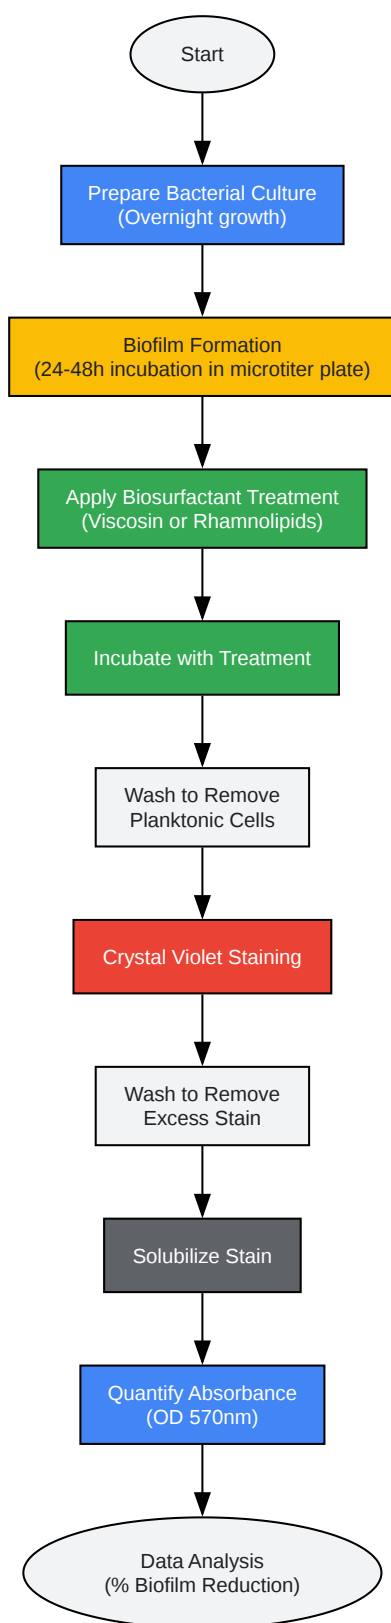 Start
Prepare Bacterial Culture
(Overnight growth)
Biofilm Formation
(24-48h incubation in microtiter plate)
Apply Biosurfactant Treatment
(Viscosin or Rhamnolipids)
Incubate with Treatment
Wash to Remove
Planktonic Cells
Crystal Violet Staining
Wash to Remove
Excess Stain
Solubilize Stain
Quantify Absorbance
(OD 570nm)
Data Analysis
(% Biofilm Reduction)